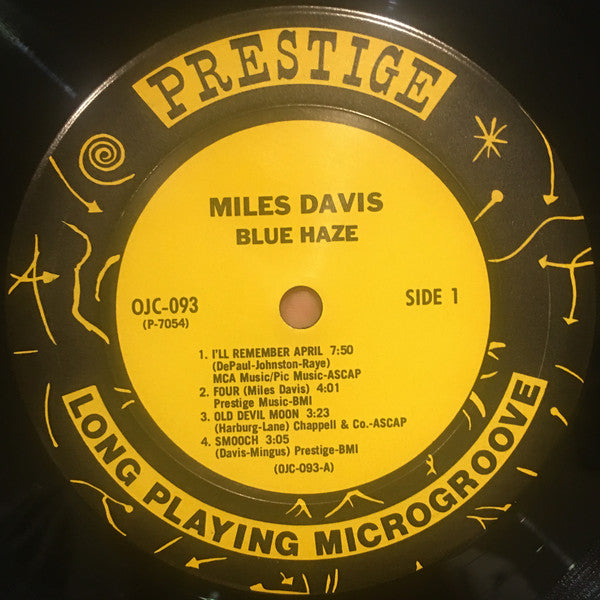 PRESTIGE
MILES DAVIS
BLUE HAZE
OJC-093
(P-7054)
SIDE 1
1. I'LL REMEMBER APRIL 7:50
(DePaul-Johnston-Raye)
MCA Music/Pic Music-ASCAP
2. FOUR (Miles Davis) 4:01
Prestige Music-BMI
3. OLD DEVIL MOON 3:23
(Harburg-Lane) Chappell & Co.-ASCAP
4. SMOOCH 3:05
(Davis-Mingus) Prestige-BMI
(OJC-093-A)
LONG PLAYING MICROGROOVE